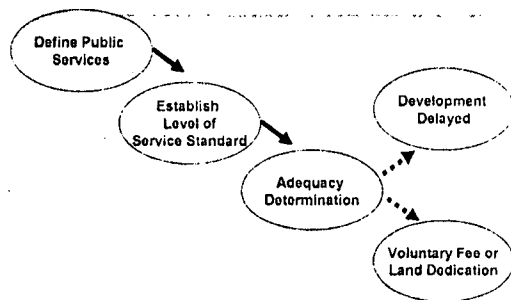 Define Public
Services
Establish
Level of
Service Standard
Adequacy
Determination
Development
Delayed
Voluntary Fee or
Land Dedication